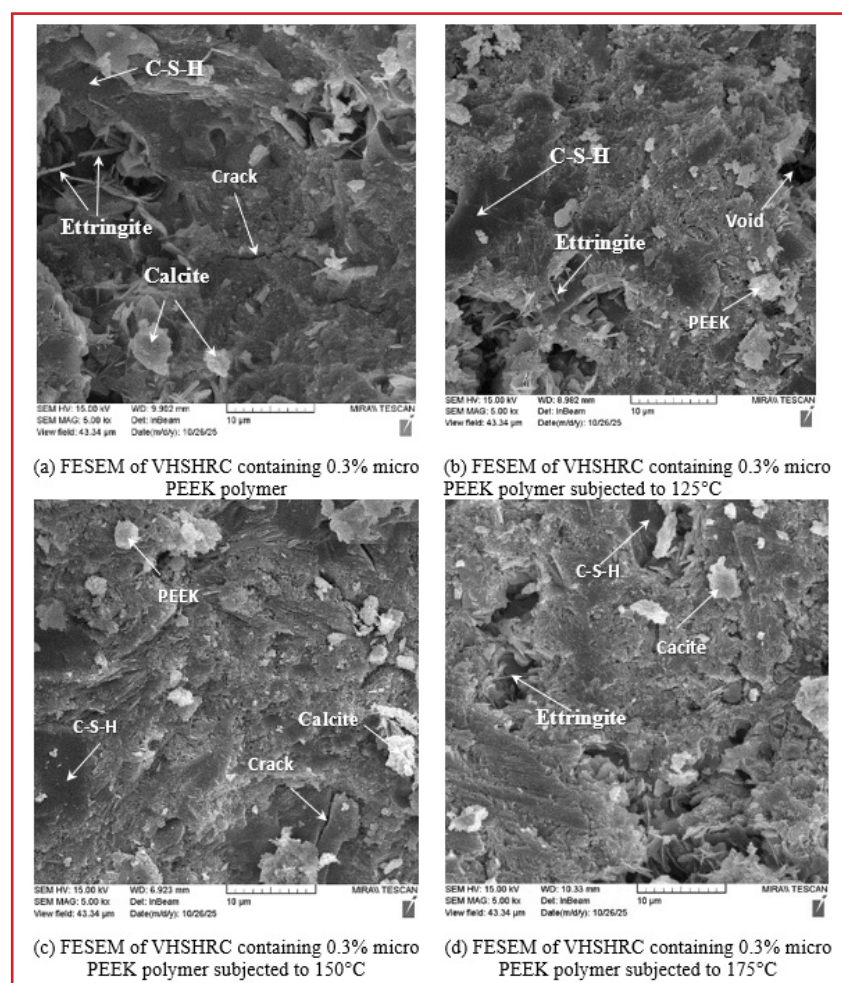 C-S-H
Crack
Ettringite
Calcite
SEM HV: 15.00 kV WD: 9.902 mm
SEM MAG: 5.00 kx Det: InBeam 10 µm
View field: 43.34 µm Date(m/d/y): 10/26/25
MIRA\\ TESCAN
(a) FESEM of VHSHRC containing 0.3% micro
PEEK polymer
C-S-H
Void
Ettringite
PEEK
SEM HV: 15.00 kV WD: 8.982 mm
SEM MAG: 5.00 kx Det: InBeam 10 µm
View field: 43.34 µm Date(m/d/y): 10/26/25
MIRA\\ TESCAN
(b) FESEM of VHSHRC containing 0.3% micro
PEEK polymer subjected to 125°C
PEEK
Calcite
C-S-H
Crack
SEM HV: 15.00 kV WD: 6.923 mm
SEM MAG: 5.00 kx Det: InBeam 10 µm
View field: 43.34 µm Date(m/d/y): 10/26/25
MIRA\\ TESCAN
(c) FESEM of VHSHRC containing 0.3% micro
PEEK polymer subjected to 150°C
C-S-H
Cacite
Ettringite
SEM HV: 15.00 kV WD: 10.33 mm
SEM MAG: 5.00 kx Det: InBeam 10 µm
View field: 43.34 µm Date(m/d/y): 10/26/25
MIRA\\ TESCAN
(d) FESEM of VHSHRC containing 0.3% micro
PEEK polymer subjected to 175°C